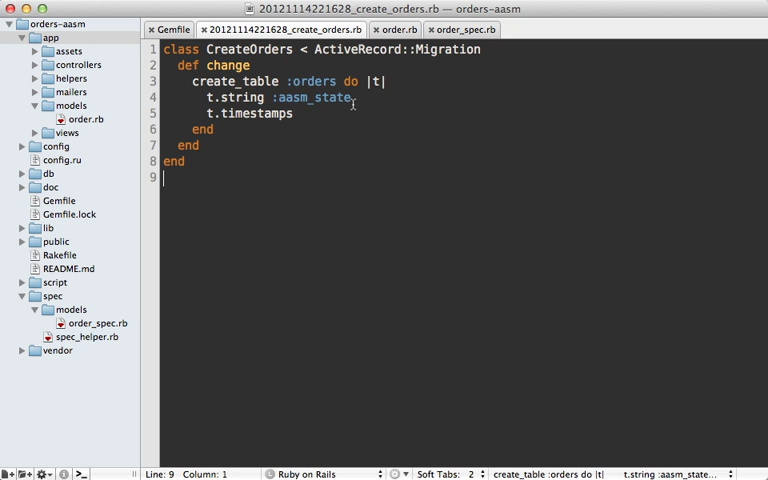 20121114221628_create_orders.rb — orders-aasm
orders-aasm
app
assets
controllers
helpers
mailers
models
order.rb
views
config
config.ru
db
doc
Gemfile
Gemfile.lock
lib
public
Rakefile
README.md
script
spec
models
order_spec.rb
spec_helper.rb
vendor
Gemfile
20121114221628_create_orders.rb
order.rb
order_spec.rb
1 class CreateOrders < ActiveRecord::Migration
2 def change
3 create_table :orders do |t|
4 t.string :aasm_state
5 t.timestamps
6 end
7 end
8 end
9
Line: 9 Column: 1
Ruby on Rails
Soft Tabs: 2
create_table :orders do |t| t.string :aasm_state...